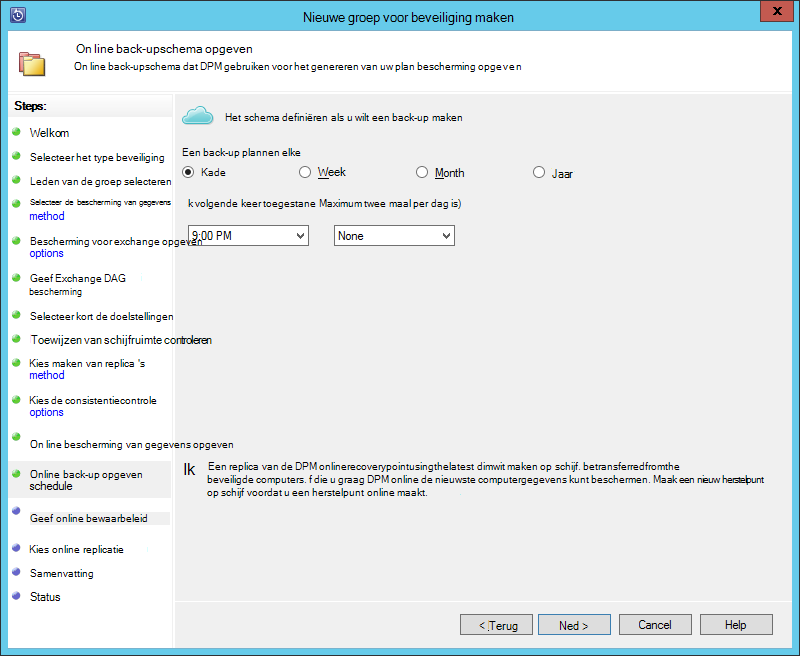 Nieuwe groep voor beveiliging maken
x
On line back-upschema opgeven
On line back-upschema dat DPM gebruiken voor het genereren van uw plan bescherming opgeven
Steps:
Welkom
Selecteer het type beveiliging
Leden van de groep selecteren
Selecteer de bescherming van gegevens
method
Bescherming voor exchange opgeven
options
Geef Exchange DAG
bescherming
Selecteer kort de doelstellingen
Toewijzen van schijfruimte controleren
Kies maken van replica 's
method
Kies de consistentiecontrole
options
On line bescherming van gegevens opgeven
Online back-up opgeven
schedule
Geef online bewaarbeleid
Kies online replicatie
Samenvatting
Status
Het schema definiëren als u wilt een back-up maken
Een back-up plannen elke
Kade Week Month Jaar
k volgende keer toegestane Maximum twee maal per dag is)
9:00 PM None
Ik
Een replica van de DPM onlinerecoverypointusingthelatest dimwit maken op schijf. betransferredfromthe
beveiligde computers. f die u graag DPM online de nieuwste computergegevens kunt beschermen. Maak een nieuw herstelpunt
op schijf voordat u een herstelpunt online maakt.
< Terug Ned > Cancel Help